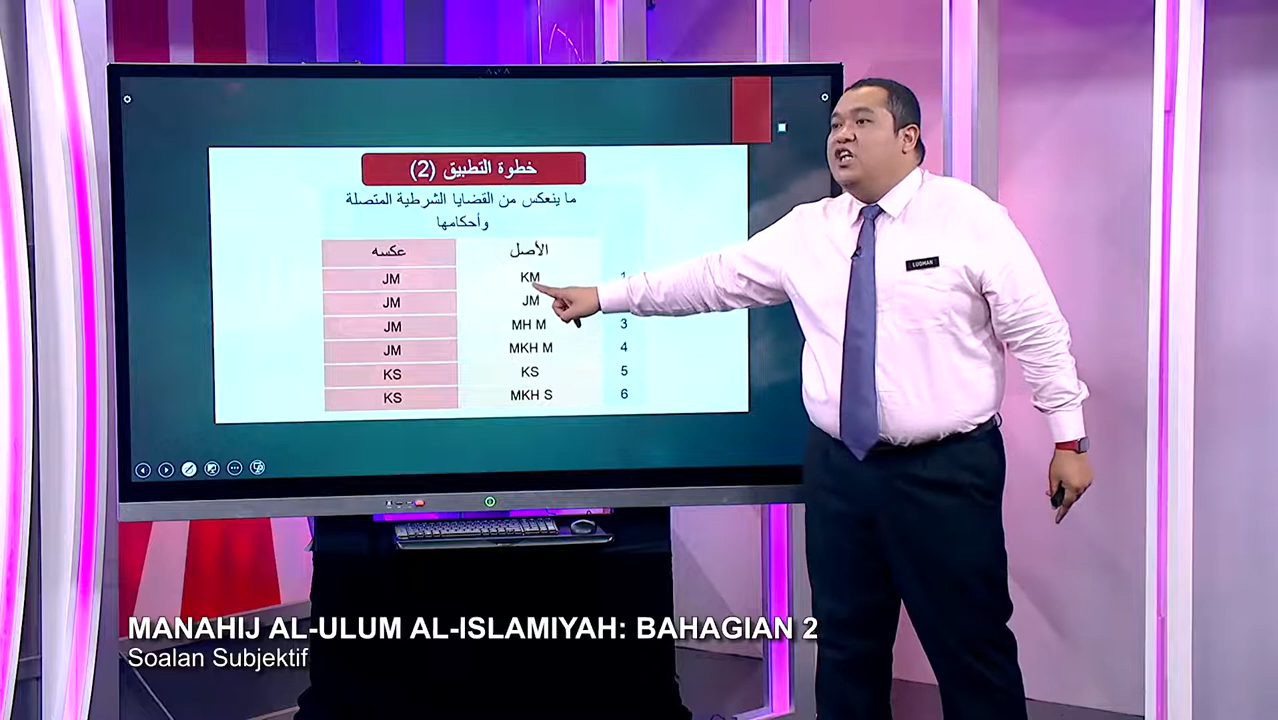 خطوة التطبيق (2)
ما ينعكس من القضايا الشرطية المتصلة
وأحكامها
الأصل عكسه
1 KM JM
JM JM
3 MH M JM
4 MKH M JM
5 KS KS
6 MKH S KS
LUQMAN
MANAHIJ AL-ULUM AL-ISLAMIYAH: BAHAGIAN 2
Soalan Subjektif